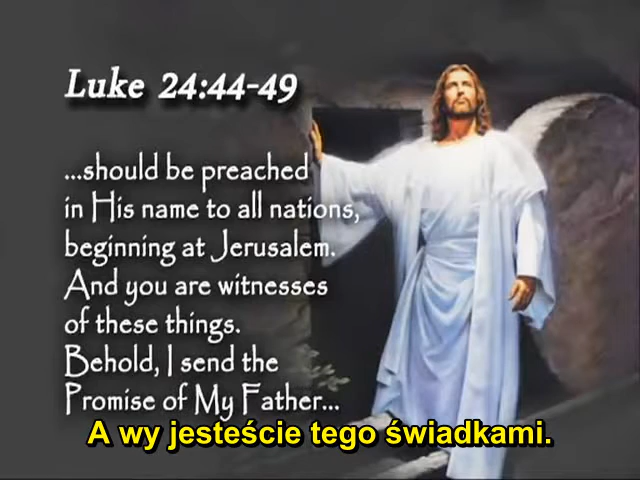 Luke 24:44-49
...should be preached
in His name to all nations,
beginning at Jerusalem.
And you are witnesses
of these things.
Behold, I send the
Promise of My Father...
A wy jesteście tego świadkami.